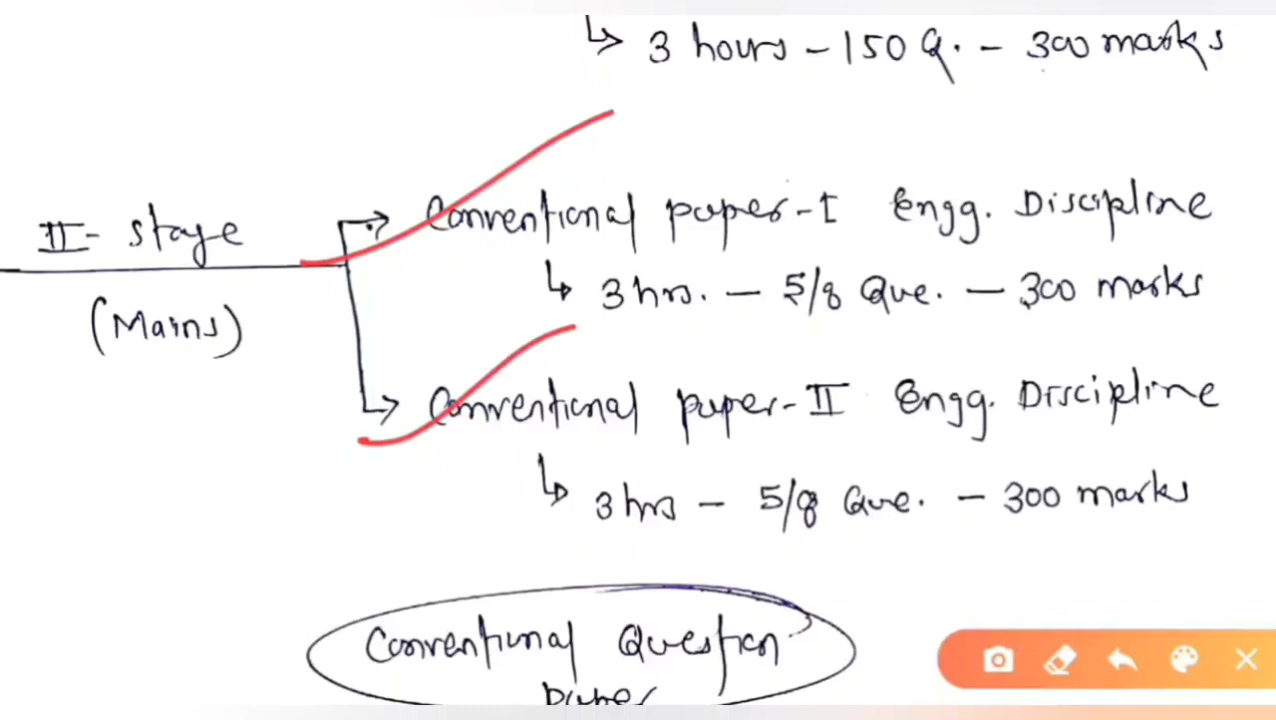 ↳ 3 hours - 150 Q. - 300 marks
II - stage
(Mains)
→ Conventional paper-I Engg. Discipline
↳ 3 hrs. - 5/8 Que. - 300 marks
→ Conventional paper-II Engg. Discipline
↳ 3 hrs - 5/8 Que. - 300 marks
Conventional Question
paper